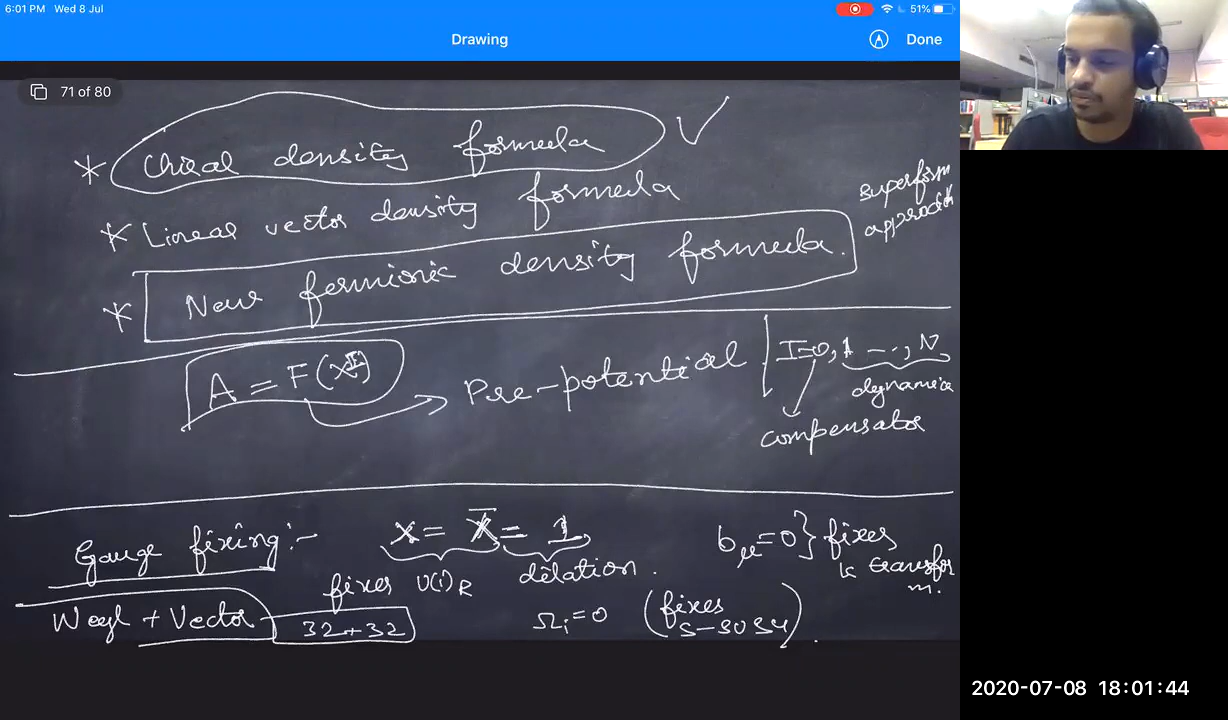 6:01 PM Wed 8 Jul
51%
Drawing
Done
71 of 80
* Chiral density formula ✓
* Linear vector density formula
superform
approach
* New fermionic density formula.
A = F(X^I) → Pre-potential | I=0, 1 ---, N
dynamica
compensator
Gauge fixing:- X = X̄ = 1
fixes U(1)_R dilation.
b_μ = 0 } fixes
k transfor
m.
Weyl + Vector 32+32
Ω_i = 0 (fixes
S-SUSY).
2020-07-08 18:01:44